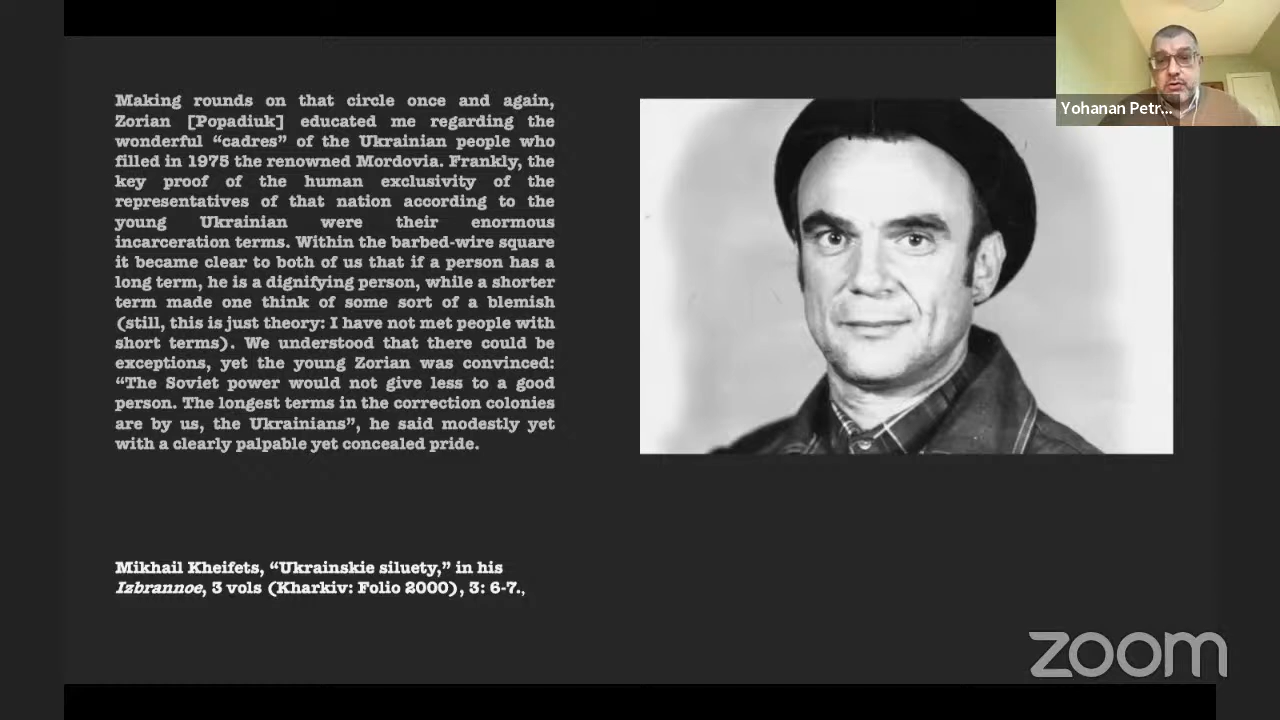 Making rounds on that circle once and again,
Zorian [Popadiuk] educated me regarding the
wonderful “cadres” of the Ukrainian people who
filled in 1975 the renowned Mordovia. Frankly, the
key proof of the human exclusivity of the
representatives of that nation according to the
young Ukrainian were their enormous
incarceration terms. Within the barbed-wire square
it became clear to both of us that if a person has a
long term, he is a dignifying person, while a shorter
term made one think of some sort of a blemish
(still, this is just theory: I have not met people with
short terms). We understood that there could be
exceptions, yet the young Zorian was convinced:
“The Soviet power would not give less to a good
person. The longest terms in the correction colonies
are by us, the Ukrainians”, he said modestly yet
with a clearly palpable yet concealed pride.
Mikhail Kheifets, “Ukrainskie siluety,” in his
Izbrannoe, 3 vols (Kharkiv: Folio 2000), 3: 6-7.,
Yohanan Petr...
zoom